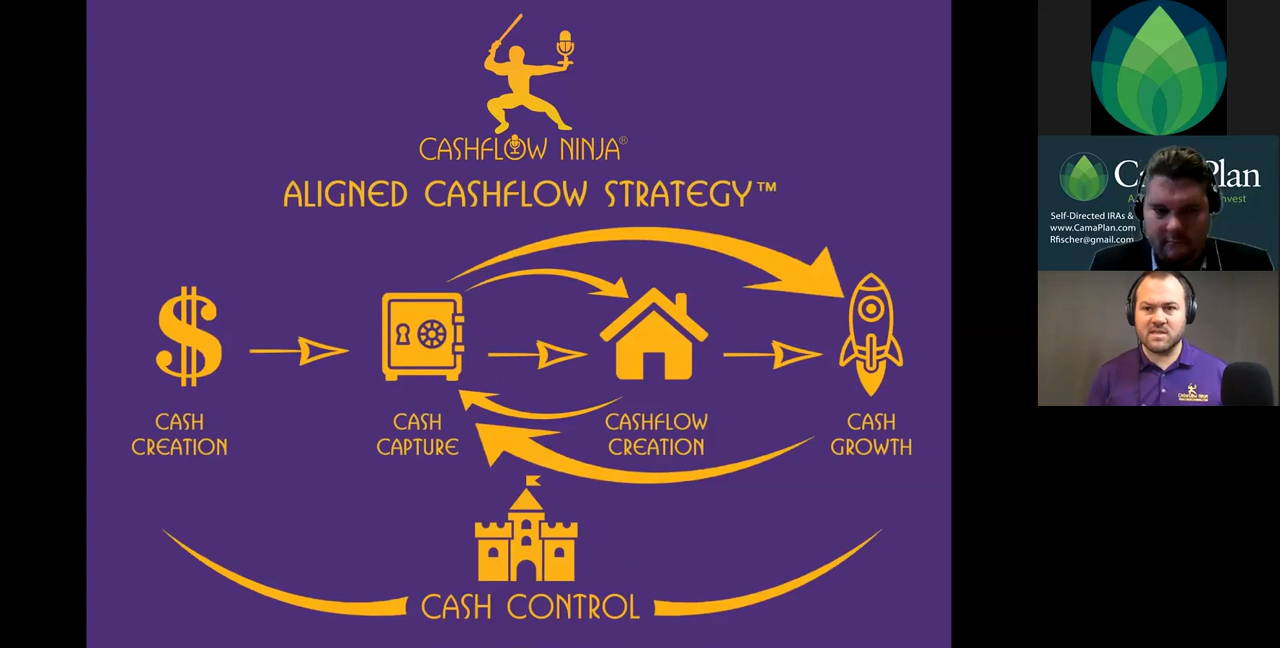 CASHFLOW NINJA®
ALIGNED CASHFLOW STRATEGY™
CASH
CREATION
CASH
CAPTURE
CASHFLOW
CREATION
CASH
GROWTH
CASH CONTROL
Plan
Self-Directed IRAs &
www.CamaPlan.com
Rfischer@gmail.com